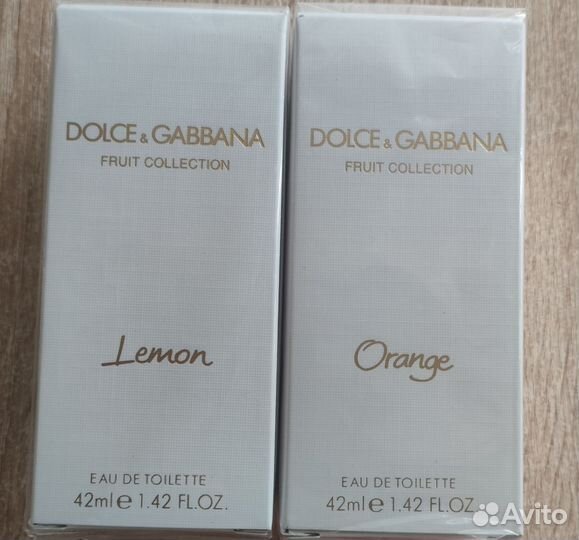 DOLCE & GABBANA
FRUIT COLLECTION
Lemon
EAU DE TOILETTE
42ml e 1.42 FL.OZ.
DOLCE & GABBANA
FRUIT COLLECTION
Orange
EAU DE TOILETTE
42ml e 1.42 FL.OZ.
Avito